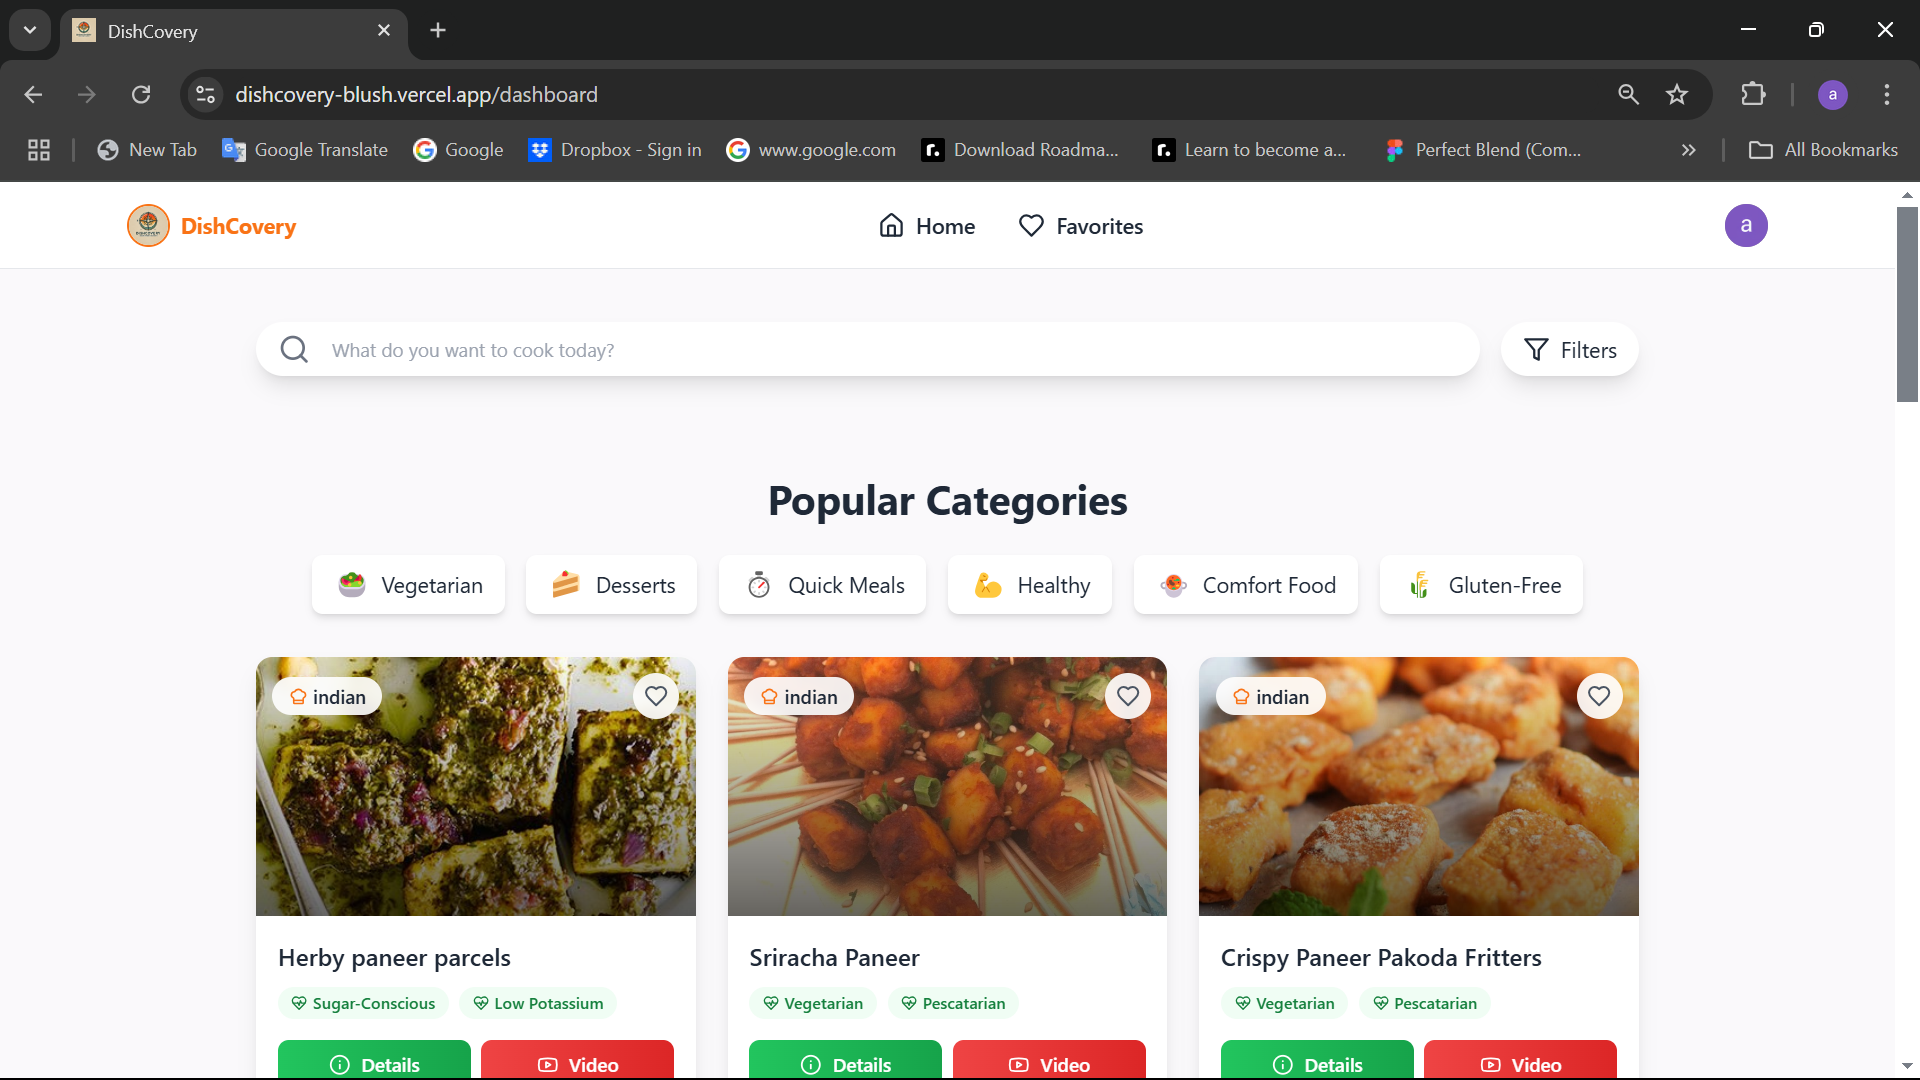 DishCovery
dishcovery-blush.vercel.app/dashboard
a
New Tab
Google Translate
Google
Dropbox - Sign in
www.google.com
Download Roadma...
Learn to become a...
Perfect Blend (Com...
All Bookmarks
DishCovery
Home
Favorites
a
What do you want to cook today?
Filters
Popular Categories
Vegetarian
Desserts
Quick Meals
Healthy
Comfort Food
Gluten-Free
indian
indian
indian
Herby paneer parcels
Sriracha Paneer
Crispy Paneer Pakoda Fritters
Sugar-Conscious
Low Potassium
Vegetarian
Pescatarian
Vegetarian
Pescatarian
Details
Video
Details
Video
Details
Video